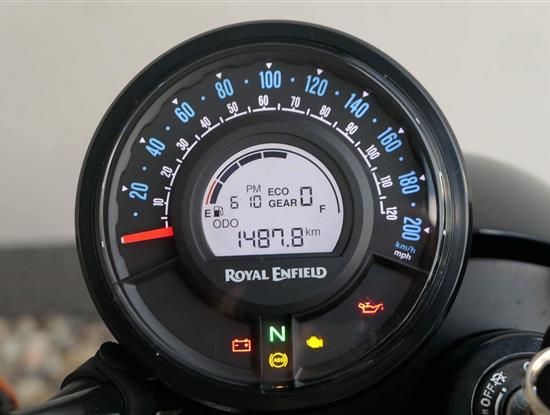 20 40 60 80 100 120 140 160 180 200
10 20 30 40 50 60 70 80 90 100 110 120
km/h
mph
PM ECO
6 10 GEAR 0
E F
ODO
1487.8 km
ROYAL ENFIELD
N
ABS
OFF